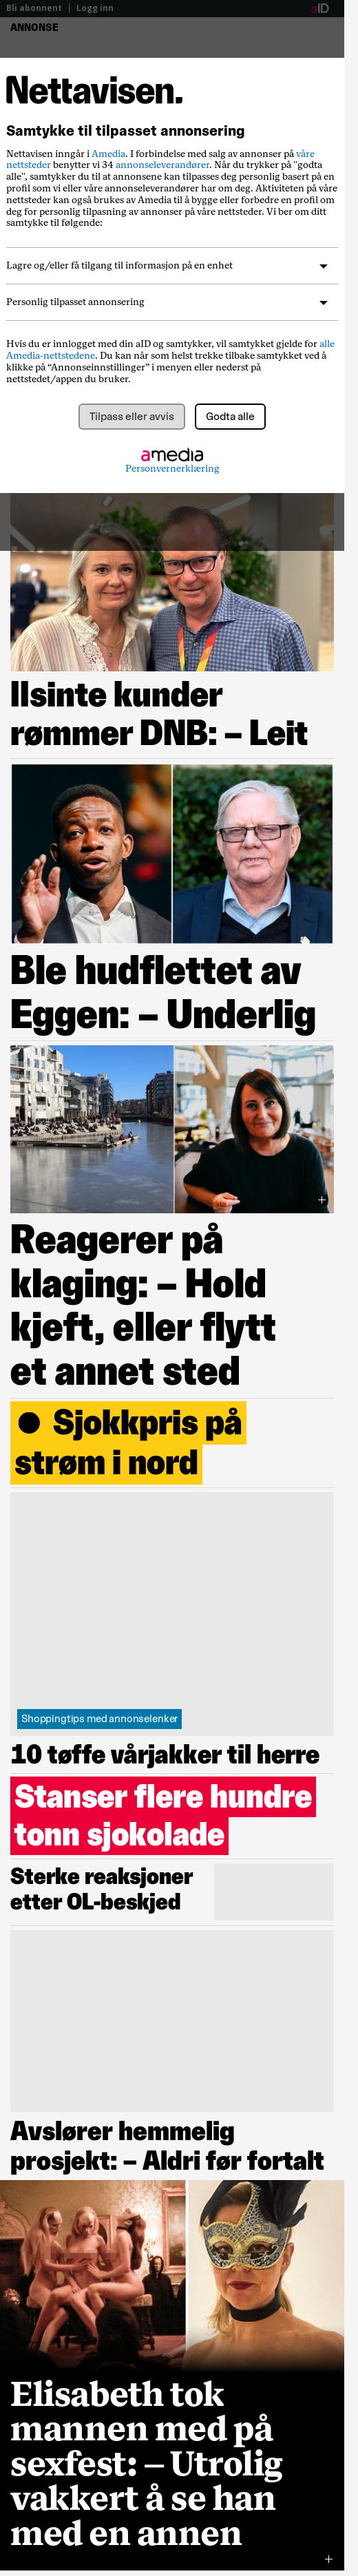 Bli abonnent | Logg inn aID
ANNONSE
Nettavisen.
Samtykke til tilpasset annonsering
Nettavisen inngår i Amedia. I forbindelse med salg av annonser på våre
nettsteder benytter vi 34 annonseleverandører. Når du trykker på "godta
alle", samtykker du til at annonsene kan tilpasses deg personlig basert på en
profil som vi eller våre annonseleverandører har om deg. Aktiviteten på våre
nettsteder kan også brukes av Amedia til å bygge eller forbedre en profil om
deg for personlig tilpasning av annonser på våre nettsteder. Vi ber om ditt
samtykke til følgende:
Lagre og/eller få tilgang til informasjon på en enhet
Personlig tilpasset annonsering
Hvis du er innlogget med din aID og samtykker, vil samtykket gjelde for alle
Amedia-nettstedene. Du kan når som helst trekke tilbake samtykket ved å
klikke på “Annonseinnstillinger” i menyen eller nederst på
nettstedet/appen du bruker.
Tilpass eller avvis Godta alle
amedia
Personvernerklæring
Ilsinte kunder
rømmer DNB: – Leit
Ble hudflettet av
Eggen: – Underlig
Reagerer på
klaging: – Hold
kjeft, eller flytt
et annet sted
● Sjokkpris på
strøm i nord
Shoppingtips med annonselenker
10 tøffe vårjakker til herre
Stanser flere hundre
tonn sjokolade
Sterke reaksjoner
etter OL-beskjed
Avslører hemmelig
prosjekt: – Aldri før fortalt
Elisabeth tok
mannen med på
sexfest: – Utrolig
vakkert å se han
med en annen